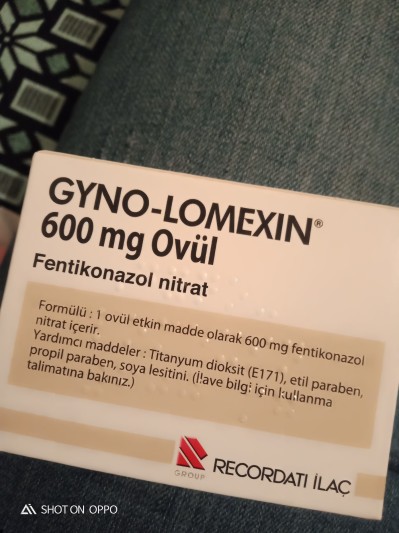 GYNO-LOMEXIN®
600 mg Ovül
Fentikonazol nitrat
Formülü : 1 ovül etkin madde olarak 600 mg fentikonazol
nitrat içerir.
Yardımcı maddeler : Titanyum dioksit (E171), etil paraben,
propil paraben, soya lesitini. (İlave bilgi için kullanma
talimatına bakınız.)
GROUP
RECORDATI İLAÇ
SHOT ON OPPO